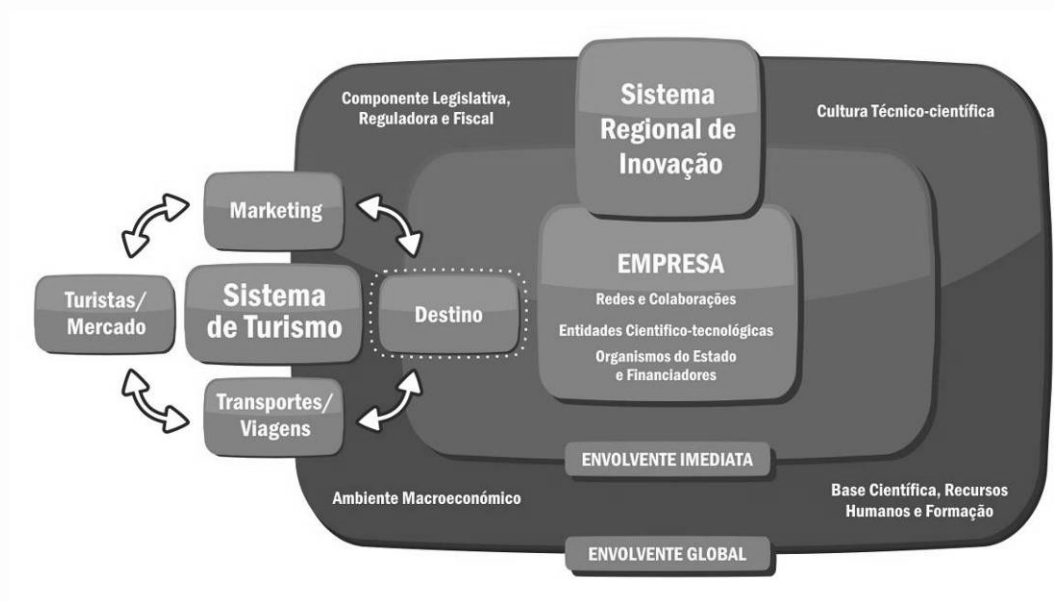 Componente Legislativa,
Reguladora e Fiscal
Sistema
Regional de
Inovação
Cultura Técnico-científica
Marketing
Turistas/
Mercado
Sistema
de Turismo
Destino
Transportes/
Viagens
EMPRESA
Redes e Colaborações
Entidades Cientifico-tecnológicas
Organismos do Estado
e Financiadores
ENVOLVENTE IMEDIATA
Ambiente Macroeconómico
Base Científica, Recursos
Humanos e Formação
ENVOLVENTE GLOBAL